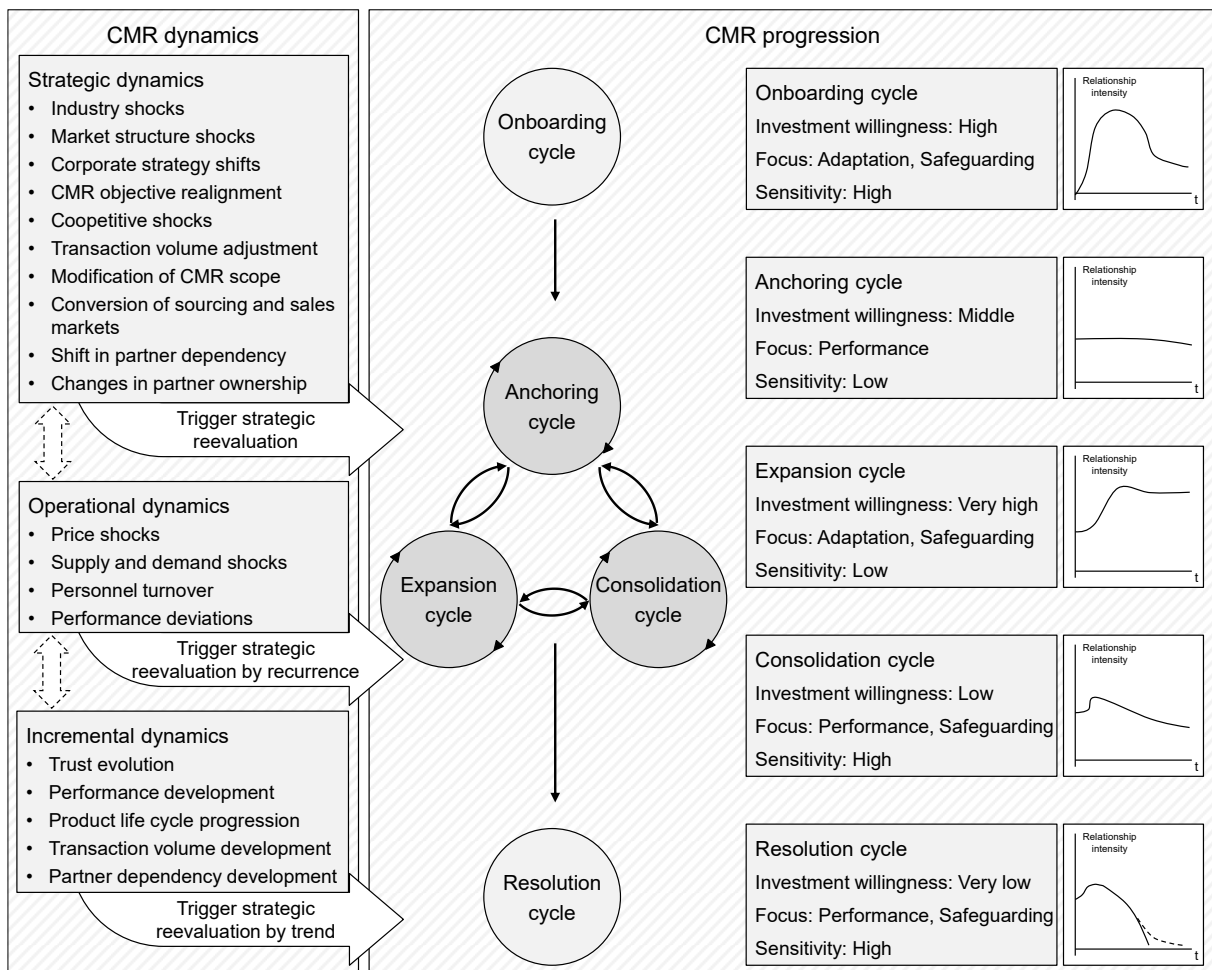 CMR dynamics
Strategic dynamics
• Industry shocks
• Market structure shocks
• Corporate strategy shifts
• CMR objective realignment
• Coopetitive shocks
• Transaction volume adjustment
• Modification of CMR scope
• Conversion of sourcing and sales
markets
• Shift in partner dependency
• Changes in partner ownership
Trigger strategic
reevaluation
Operational dynamics
• Price shocks
• Supply and demand shocks
• Personnel turnover
• Performance deviations
Trigger strategic
reevaluation by recurrence
Incremental dynamics
• Trust evolution
• Performance development
• Product life cycle progression
• Transaction volume development
• Partner dependency development
Trigger strategic
reevaluation by trend
CMR progression
Onboarding
cycle
Anchoring
cycle
Expansion
cycle
Consolidation
cycle
Resolution
cycle
Onboarding cycle
Investment willingness: High
Focus: Adaptation, Safeguarding
Sensitivity: High
Relationship
intensity
t
Anchoring cycle
Investment willingness: Middle
Focus: Performance
Sensitivity: Low
Relationship
intensity
t
Expansion cycle
Investment willingness: Very high
Focus: Adaptation, Safeguarding
Sensitivity: Low
Relationship
intensity
t
Consolidation cycle
Investment willingness: Low
Focus: Performance, Safeguarding
Sensitivity: High
Relationship
intensity
t
Resolution cycle
Investment willingness: Very low
Focus: Performance, Safeguarding
Sensitivity: High
Relationship
intensity
t